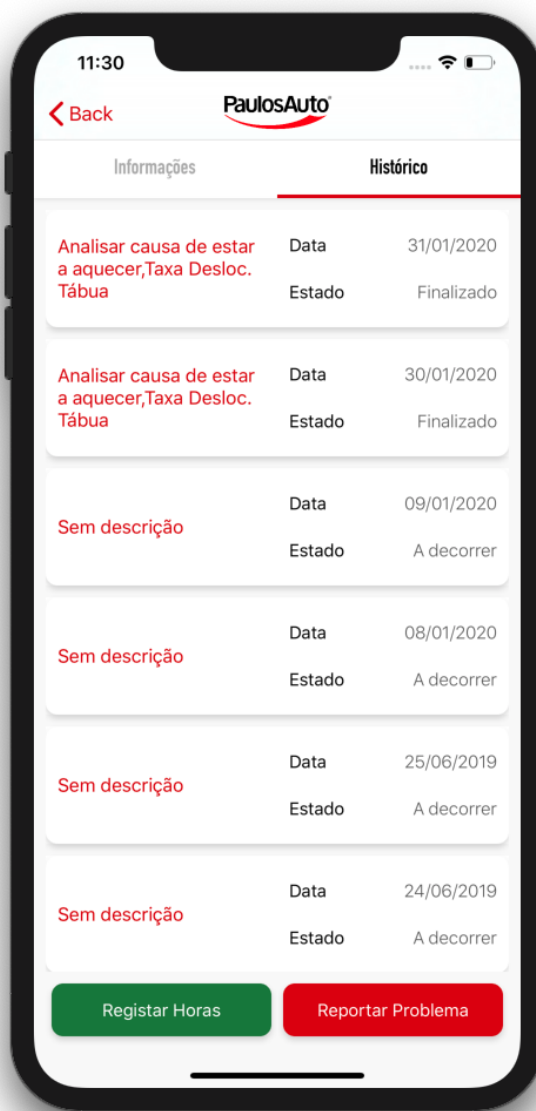 11:30
Back
PaulosAuto
Informações
Histórico
Analisar causa de estar
a aquecer,Taxa Desloc.
Tábua
Data
31/01/2020
Estado
Finalizado
Analisar causa de estar
a aquecer,Taxa Desloc.
Tábua
Data
30/01/2020
Estado
Finalizado
Sem descrição
Data
09/01/2020
Estado
A decorrer
Sem descrição
Data
08/01/2020
Estado
A decorrer
Sem descrição
Data
25/06/2019
Estado
A decorrer
Sem descrição
Data
24/06/2019
Estado
A decorrer
Registar Horas
Reportar Problema